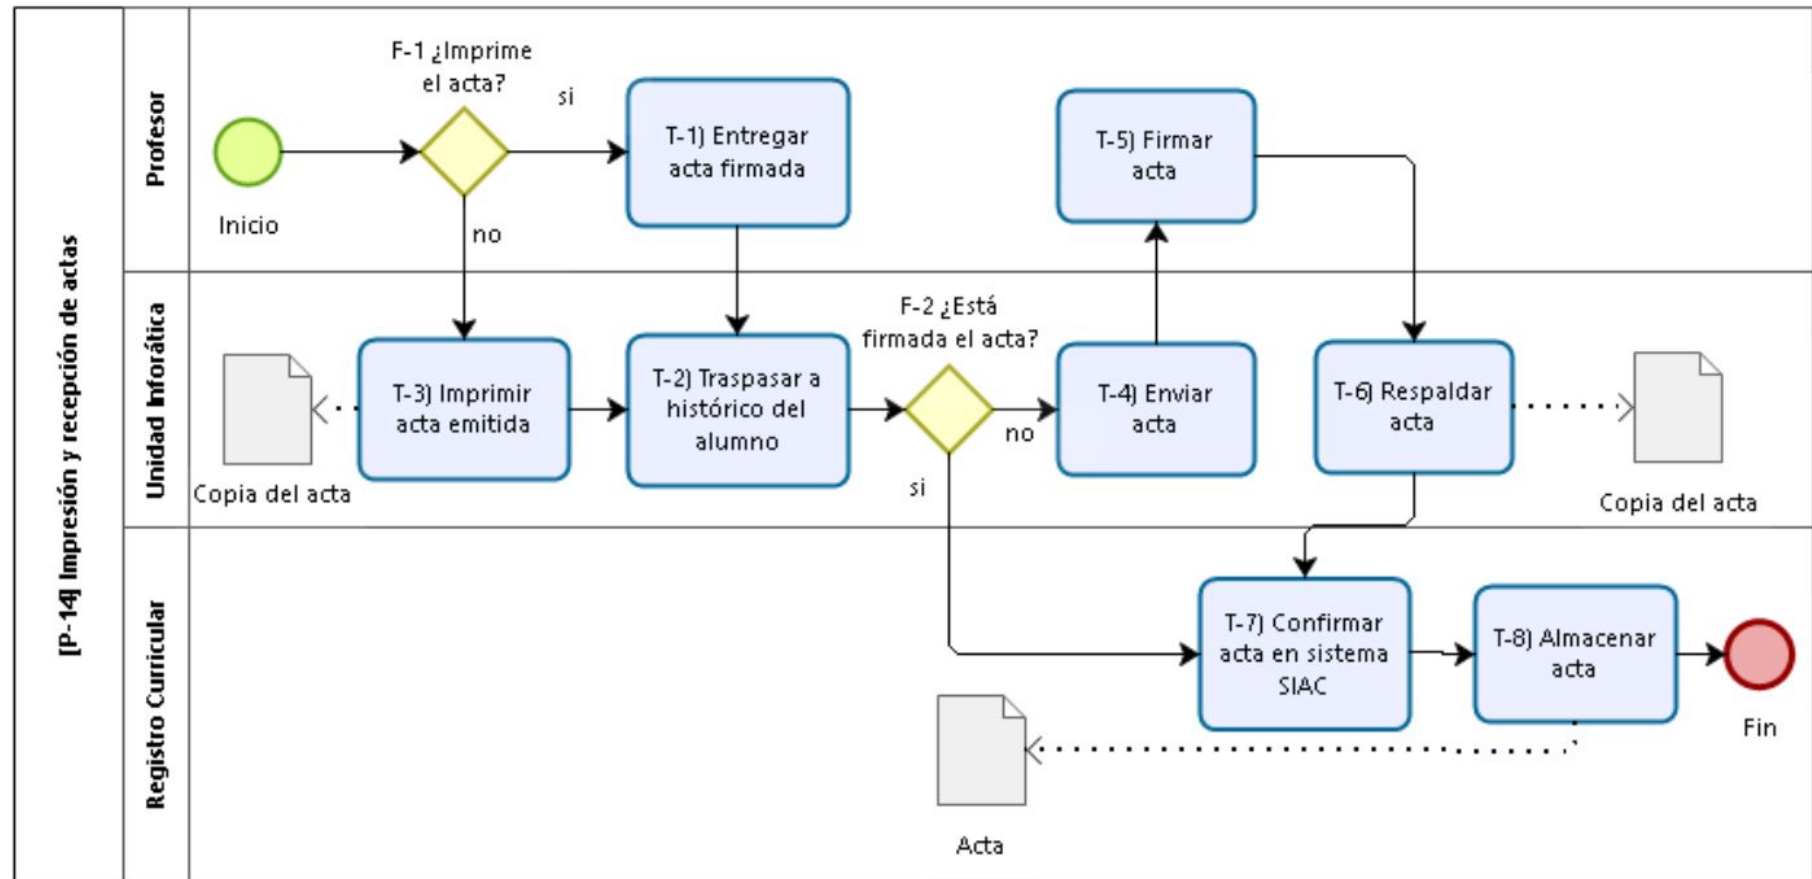 [P-14] Impresión y recepción de actas
Profesor
F-1 ¿Imprime
el acta?
si
no
Inicio
T-1) Entregar
acta firmada
T-5) Firmar
acta
Unidad Inforática
Copia del acta
T-3) Imprimir
acta emitida
T-2) Traspasar a
histórico del
alumno
F-2 ¿Está
firmada el acta?
no
si
T-4) Enviar
acta
T-6) Respaldar
acta
Copia del acta
Registro Curricular
T-7) Confirmar
acta en sistema
SIAC
T-8) Almacenar
acta
Fin
Acta